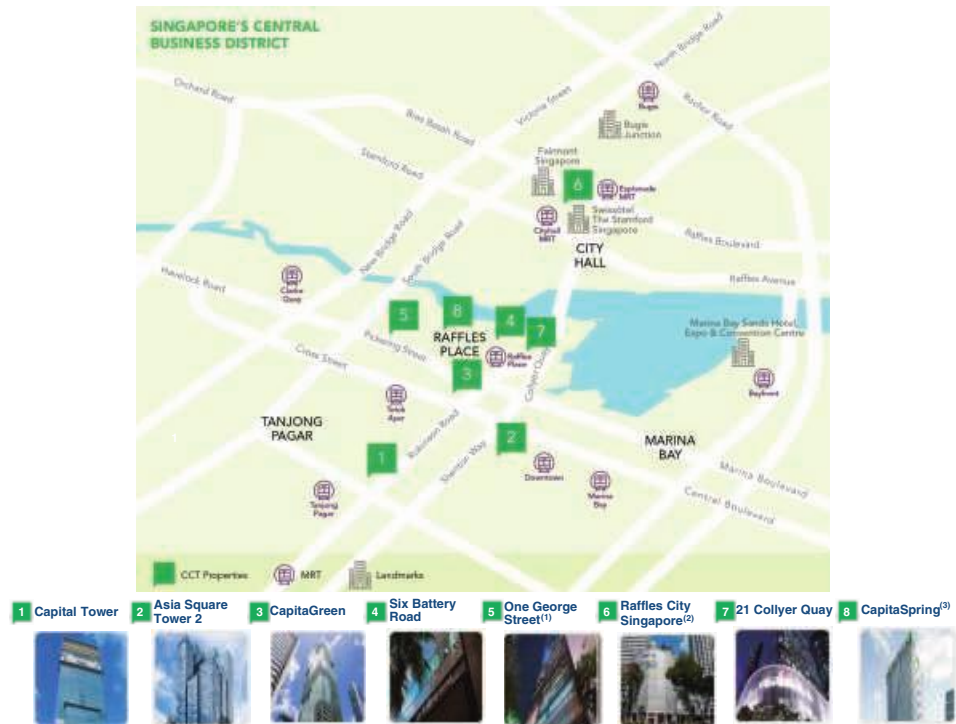 SINGAPORE'S CENTRAL
BUSINESS DISTRICT
North Bridge Road
Orchard Road
Victoria Street
Bugis
Rochor Road
Bras Basah Road
Bugis
Junction
Fairmont
Singapore
Stamford Road
6
Esplanade
MRT
Swissôtel
The Stamford
Singapore
Cityhall
MRT
CITY
HALL
Raffles Boulevard
New Bridge Road
South Bridge Road
Havelock Road
Clarke
Quay
Raffles Avenue
5
8
4
7
Marina Bay Sands Hotel,
Expo & Convention Centre
RAFFLES
PLACE
Pickering Street
Raffles
Place
Cross Street
3
Collyer Quay
Bayfront
Telok
Ayer
TANJONG
PAGAR
Robinson Road
2
MARINA
BAY
1
Shenton Way
Downtown
Marina Boulevard
Marina
Bay
Tanjong
Pagar
Central Boulevard
CCT Properties
MRT
Landmarks
1 Capital Tower
2 Asia Square
Tower 2
3 CapitaGreen
4 Six Battery
Road
5 One George
Street(1)
6 Raffles City
Singapore(2)
7 21 Collyer Quay
8 CapitaSpring(3)